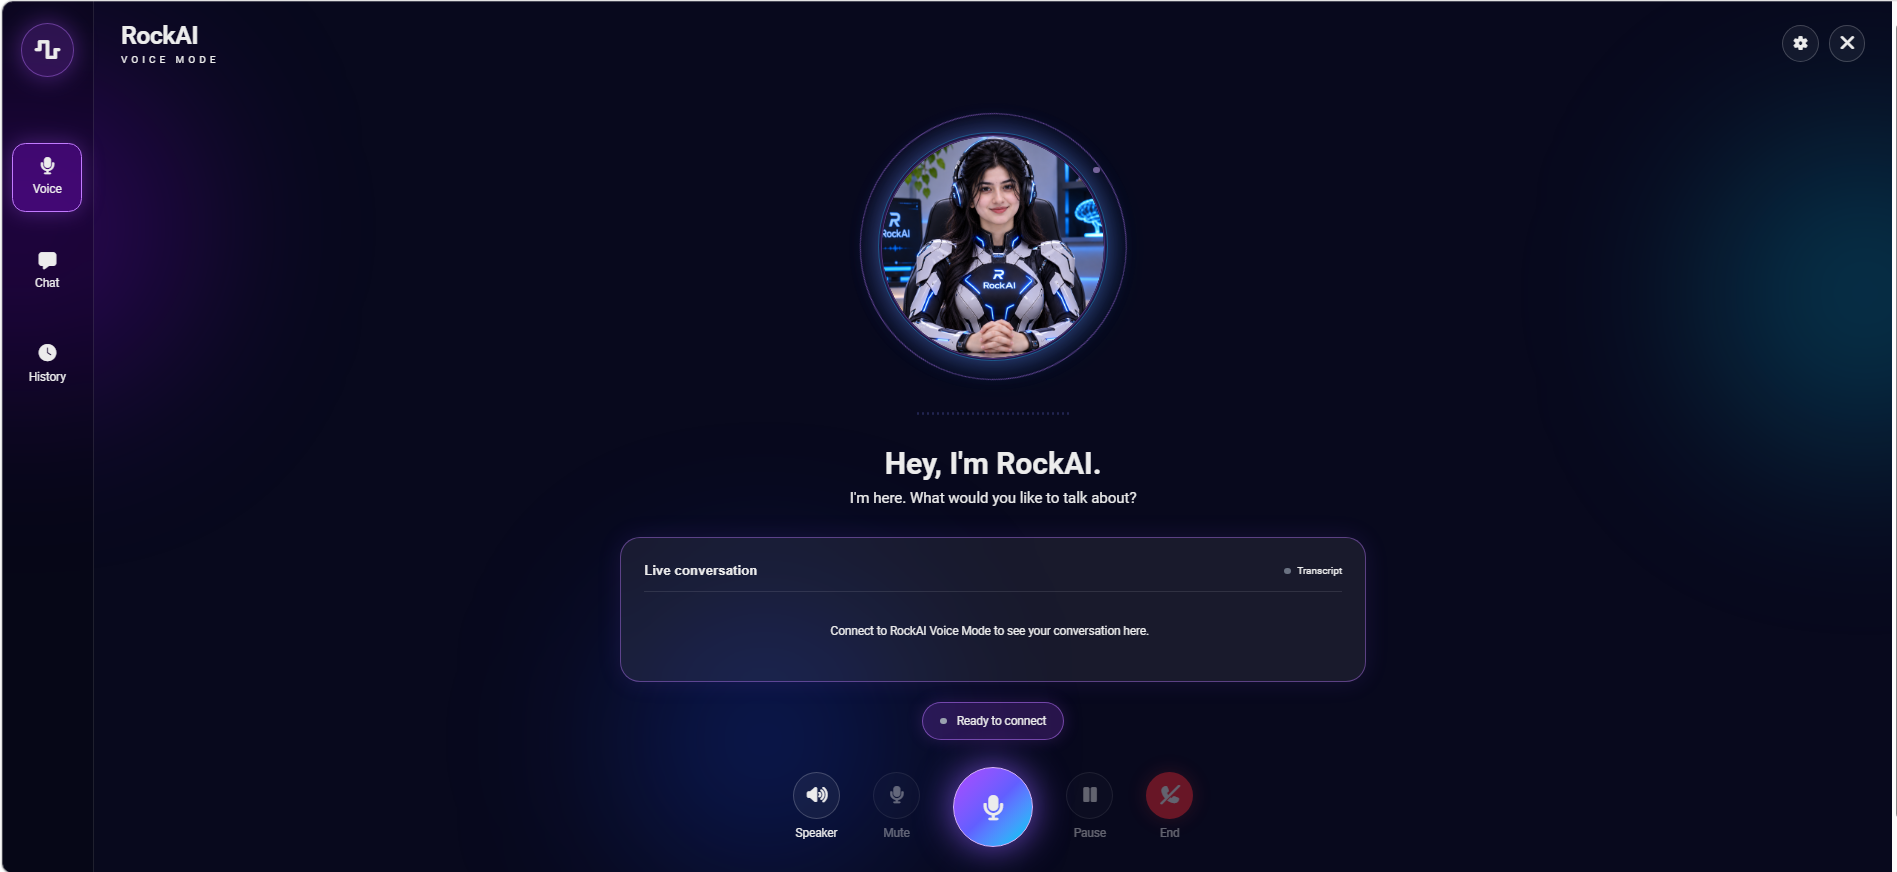 RockAI
VOICE MODE
Voice
Chat
History
R
RockAI
R
RockAI
Hey, I'm RockAI.
I'm here. What would you like to talk about?
Live conversation
Transcript
Connect to RockAI Voice Mode to see your conversation here.
Ready to connect
Speaker
Mute
Pause
End